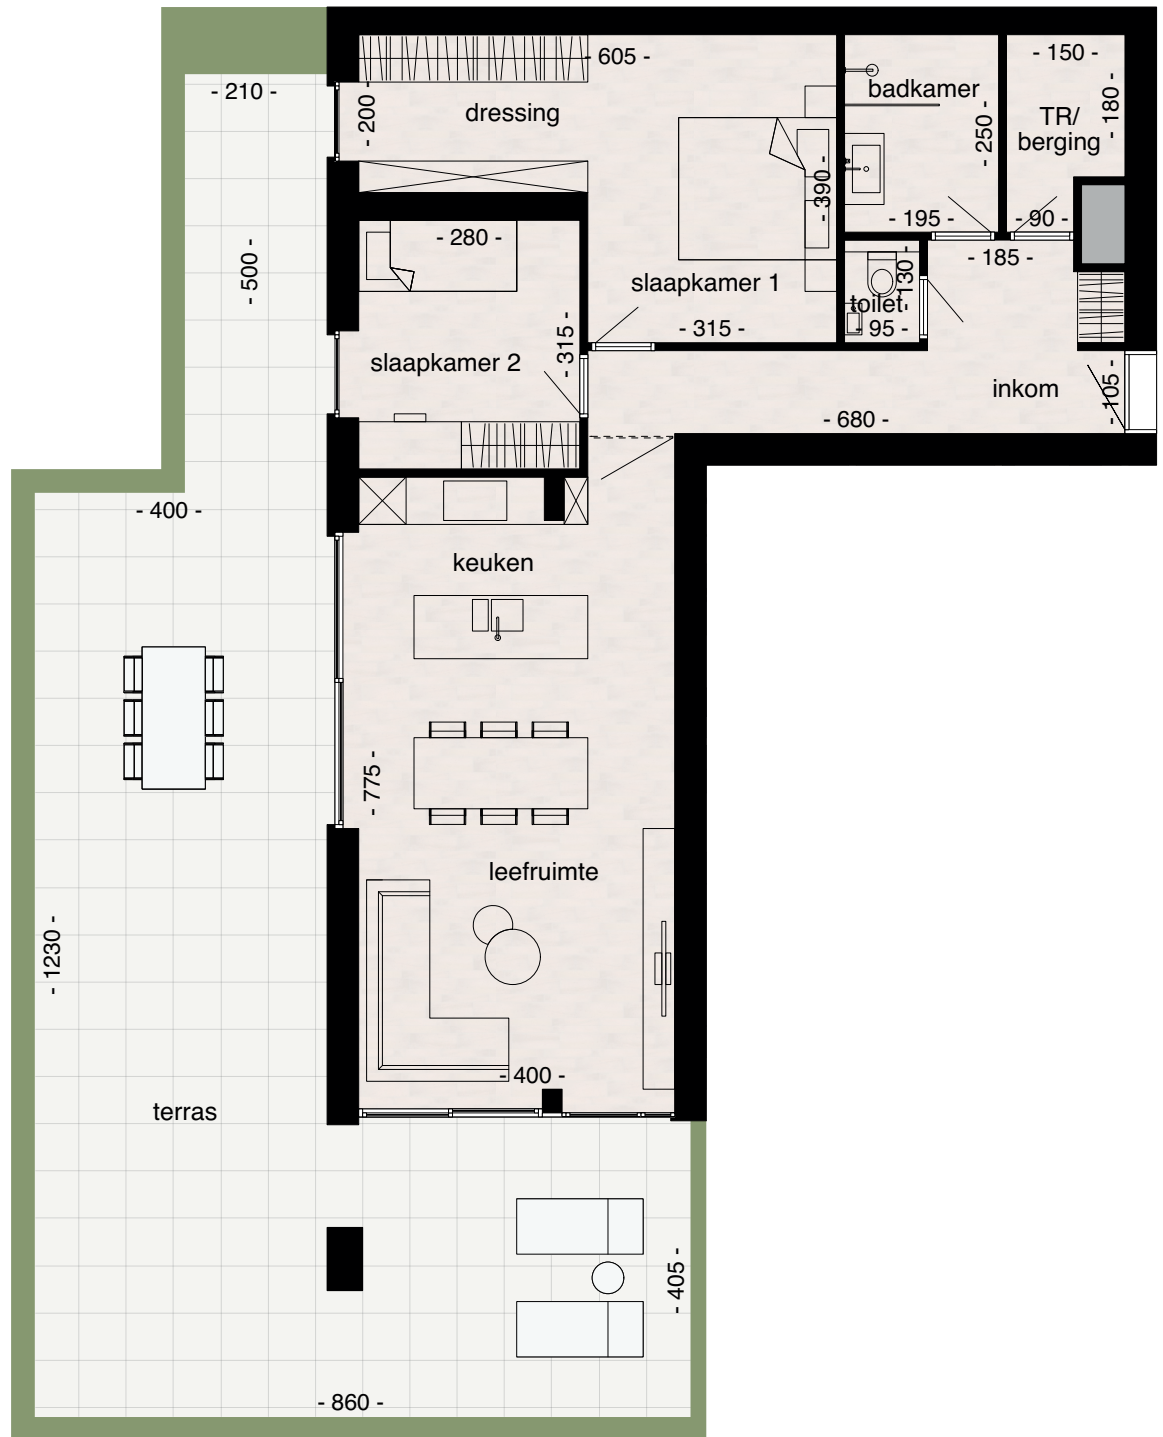 - 605 -
- 150 -
- 210 -
- 200 -
dressing
badkamer
- 180 -
TR/
berging
- 250 -
- 390 -
- 195 -
- 90 -
- 280 -
- 185 -
- 500 -
- 130 -
slaapkamer 1
toilet
- 315 -
- 95 -
- 315 -
slaapkamer 2
inkom
- 105 -
- 680 -
- 400 -
keuken
- 775 -
leefruimte
- 1230 -
- 400 -
terras
- 405 -
- 860 -